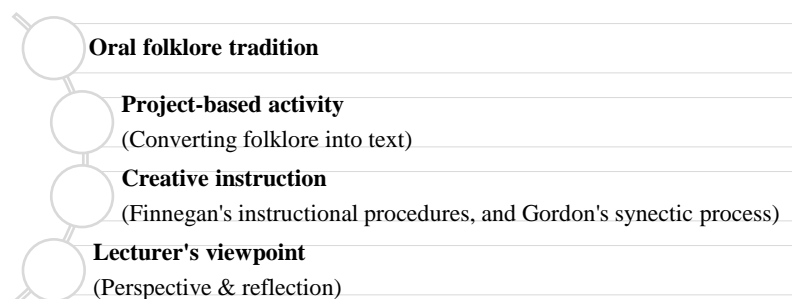 Oral folklore tradition
Project-based activity
(Converting folklore into text)
Creative instruction
(Finnegan's instructional procedures, and Gordon's synectic process)
Lecturer's viewpoint
(Perspective & reflection)